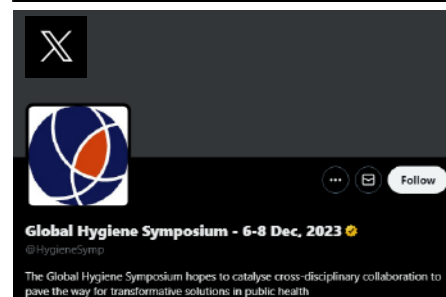 Follow
Global Hygiene Symposium - 6-8 Dec, 2023
@HygieneSymp
The Global Hygiene Symposium hopes to catalyse cross-disciplinary collaboration to
pave the way for transformative solutions in public health